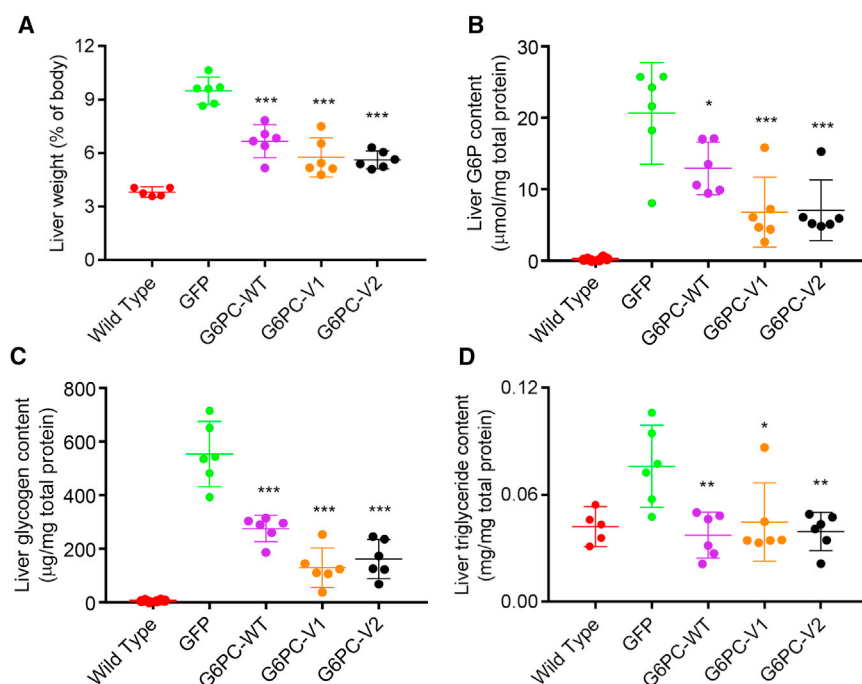 A
Liver weight (% of body)
12
9
6
3
0
***
***
***
Wild Type
GFP
G6PC-WT
G6PC-V1
G6PC-V2
B
Liver G6P content
(μmol/mg total protein)
30
20
10
0
*
***
***
Wild Type
GFP
G6PC-WT
G6PC-V1
G6PC-V2
C
Liver glycogen content
(ug/mg total protein)
800
600
400
200
0
***
***
***
Wild Type
GFP
G6PC-WT
G6PC-V1
G6PC-V2
D
Liver triglyceride content
(mg/mg total protein)
0.12
0.06
0.00
**
*
**
Wild Type
GFP
G6PC-WT
G6PC-V1
G6PC-V2